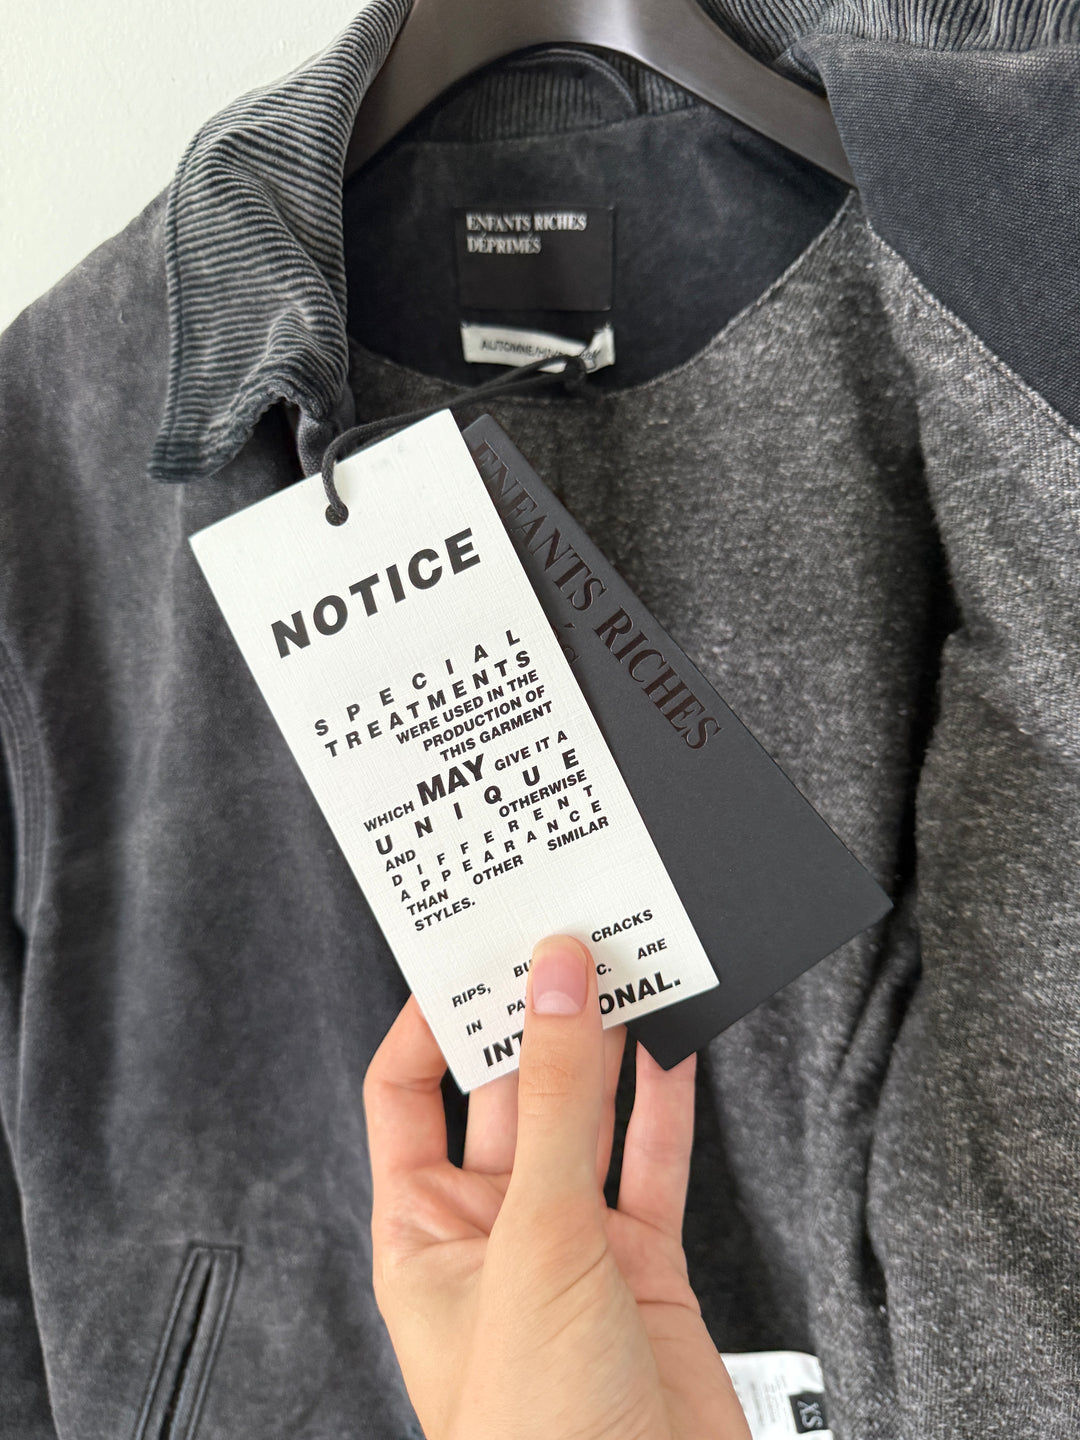 ENFANTS RICHES
DÉPRIMÉS
NOTICE
SPECIAL
TREATMENTS
WERE USED IN THE
PRODUCTION OF
THIS GARMENT
WHICH MAY GIVE IT A
UNIQUE
AND OTHERWISE
DIFFERENT
APPEARANCE
THAN OTHER SIMILAR
STYLES.
RIPS, CRACKS
IN ARE
ENFANTS RICHES
XS